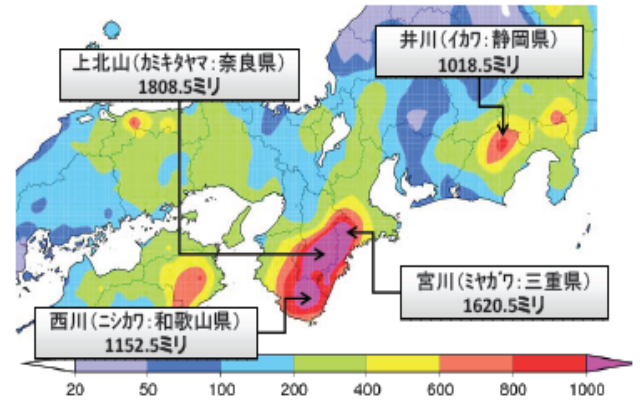 上北山(ｶﾐｷﾀﾔﾏ:奈良県)
1808.5ミリ
井川(ｲｶﾜ:静岡県)
1018.5ミリ
宮川(ﾐﾔｶﾞﾜ:三重県)
1620.5ミリ
西川(ﾆｼｶﾜ:和歌山県)
1152.5ミリ
20 50 100 200 400 600 800 1000